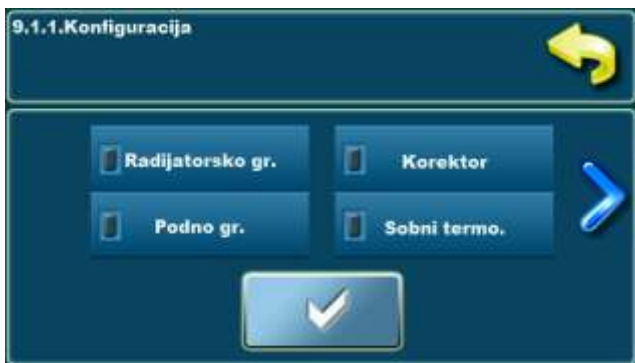 9.1.1.Konfiguracija
Radijatorsko gr.
Korektor
Podno gr.
Sobni termo.